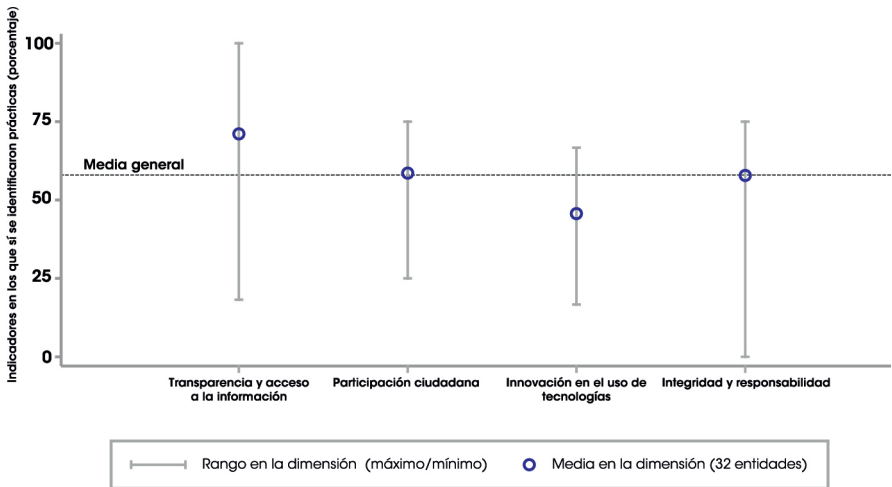 Indicadores en los que sí se identificaron prácticas (porcentaje)
100
75
Media general
50
25
0
Transparencia y acceso
a la información
Participación ciudadana
Innovación en el uso de
tecnologías
Integridad y responsabilidad
Rango en la dimensión (máximo/mínimo)
Media en la dimensión (32 entidades)